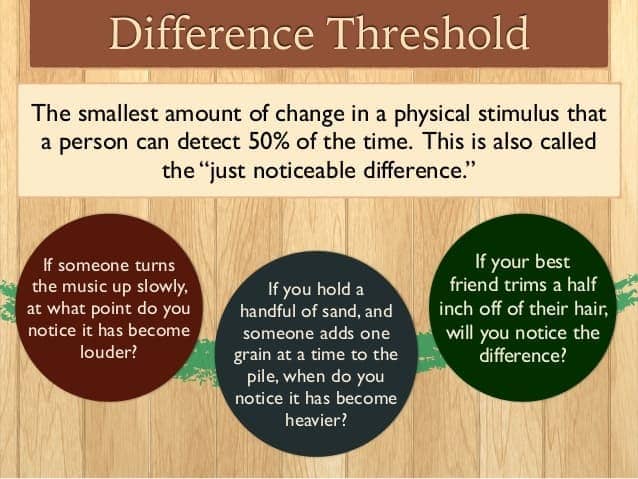 Difference Threshold
The smallest amount of change in a physical stimulus that
a person can detect 50% of the time. This is also called
the “just noticeable difference.”
If someone turns
the music up slowly,
at what point do you
notice it has become
louder?
If you hold a
handful of sand, and
someone adds one
grain at a time to the
pile, when do you
notice it has become
heavier?
If your best
friend trims a half
inch off of their hair,
will you notice the
difference?